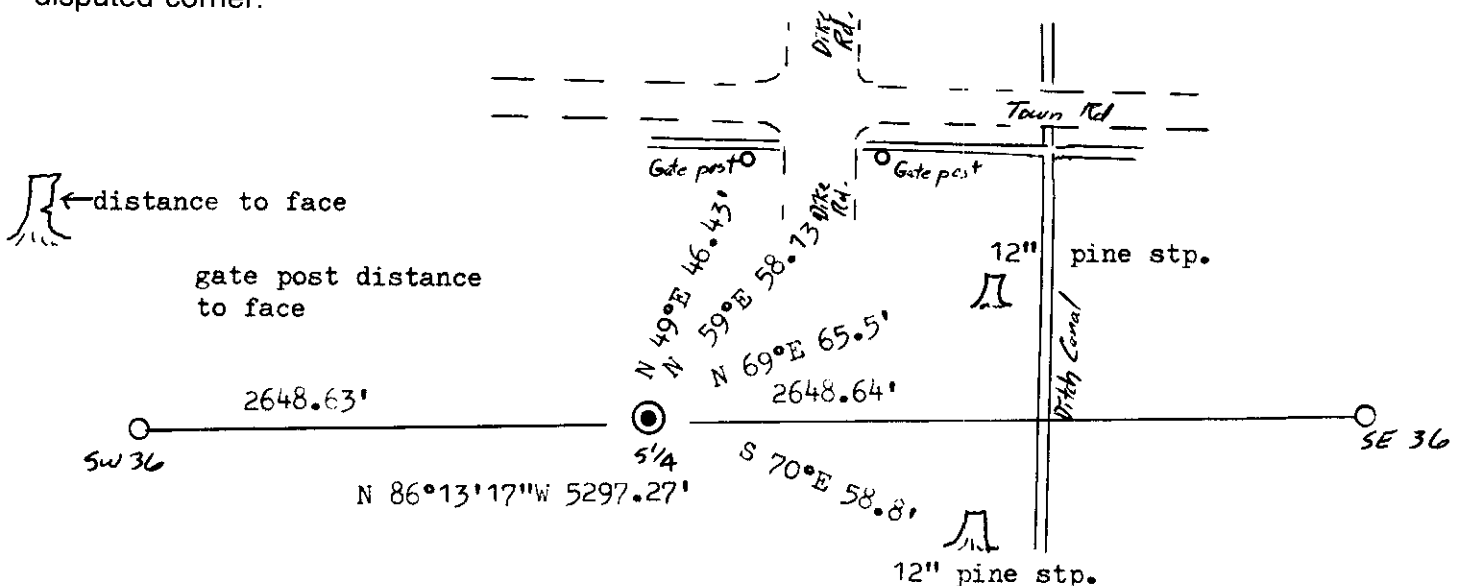 disputed corner.
Dike
Rd.
Town Rd
Gate post
Gate post
Dike
Rd.
←distance to face
gate post distance
to face
12" pine stp.
N 49°E 46.43'
N 59°E 58.73
N 69°E 65.5'
Ditch Canal
2648.63'
2648.64'
SW 36
S1/4
SE 36
S 70°E 58.8'
N 86°13'17"W 5297.27'
12" pine stp.